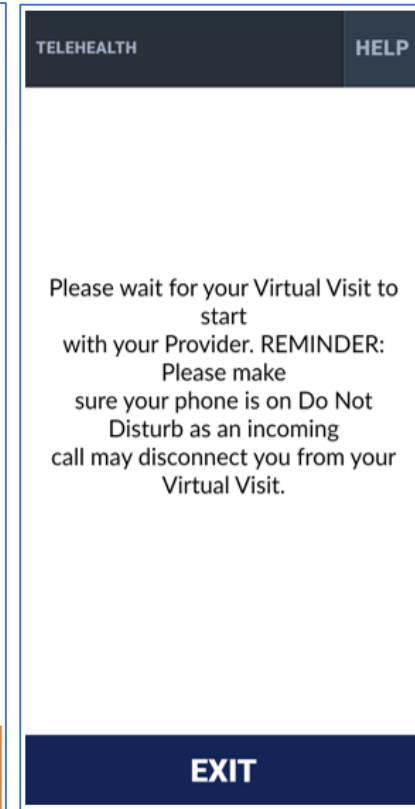 TELEHEALTH HELP
Please wait for your Virtual Visit to
start
with your Provider. REMINDER:
Please make
sure your phone is on Do Not
Disturb as an incoming
call may disconnect you from your
Virtual Visit.
EXIT